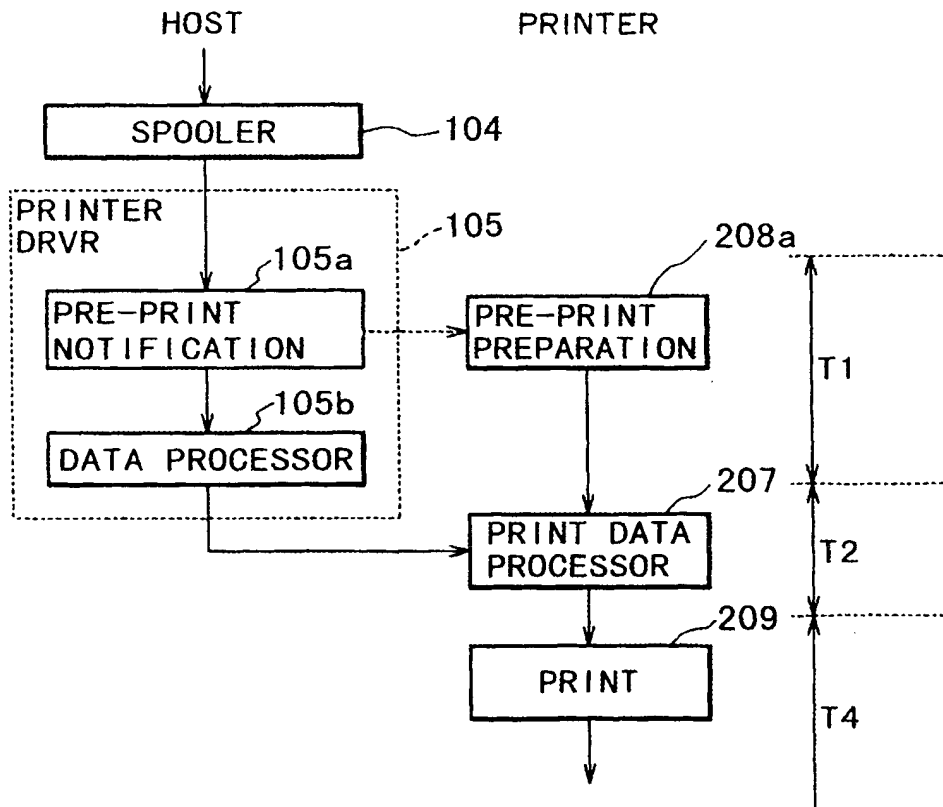 HOST
PRINTER
SPOOLER
104
PRINTER
DRVR
105
105a
208a
PRE-PRINT
NOTIFICATION
PRE-PRINT
PREPARATION
T1
105b
DATA PROCESSOR
207
PRINT DATA
PROCESSOR
T2
209
PRINT
T4